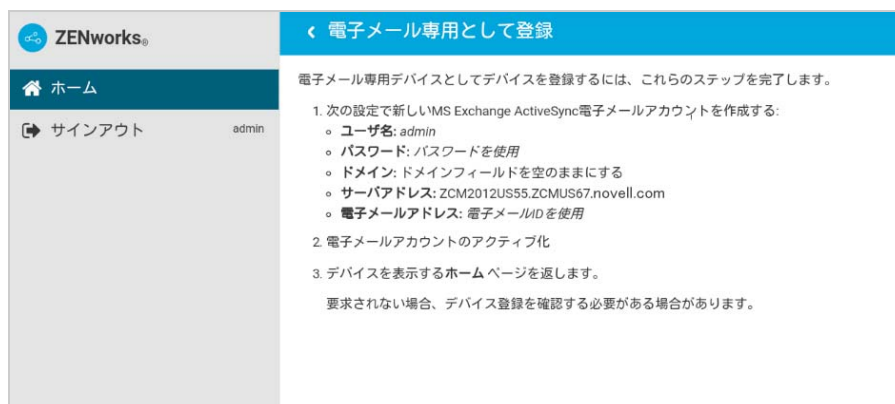 ZENworks®
ホーム
サインアウト admin
電子メール専用として登録
電子メール専用デバイスとしてデバイスを登録するには、これらのステップを完了します。
1. 次の設定で新しいMS Exchange ActiveSync電子メールアカウントを作成する:
ユーザ名: admin
パスワード: パスワードを使用
ドメイン: ドメインフィールドを空のままにする
サーバアドレス: ZCM2012US55.ZCMUS67.novell.com
電子メールアドレス: 電子メールIDを使用
2. 電子メールアカウントのアクティブ化
3. デバイスを表示するホーム ページを返します。
要求されない場合、デバイス登録を確認する必要がある場合があります。